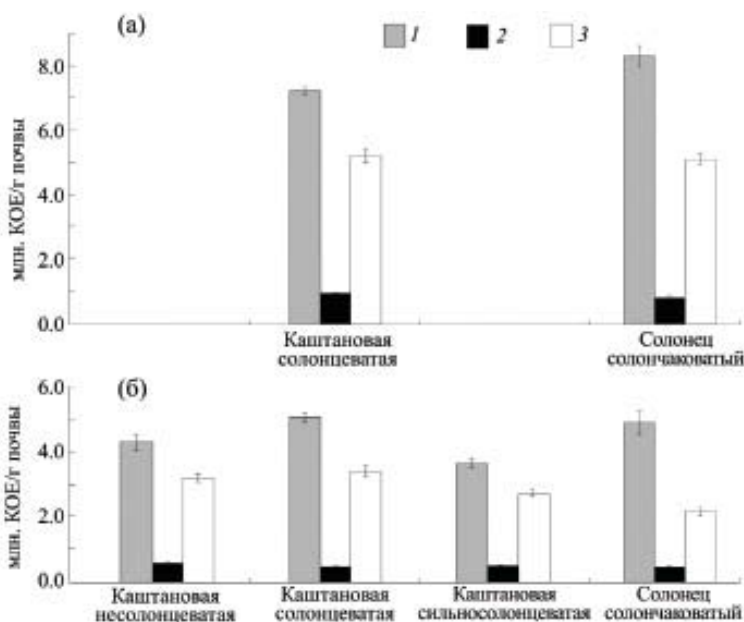 (а)
1
2
3
млн. КОЕ/г почвы
8.0
6.0
4.0
2.0
0.0
Каштановая
солонцеватая
Солонец
солончаковатый
(б)
млн. КОЕ/г почвы
6.0
4.0
2.0
0.0
Каштановая
несолонцеватая
Каштановая
солонцеватая
Каштановая
сильносолонцеватая
Солонец
солончаковатый